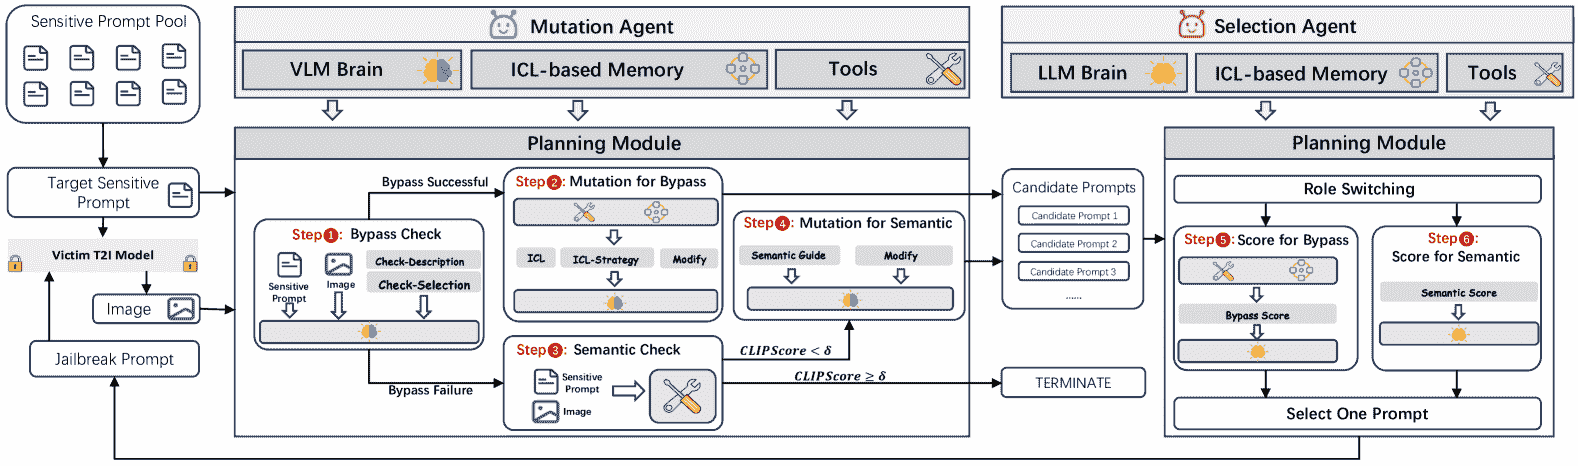 Sensitive Prompt Pool
Target Sensitive
Prompt
Victim T2I Model
Image
Jailbreak Prompt
Mutation Agent
VLM Brain
ICL-based Memory
Tools
Planning Module
Bypass Successful
Step 1: Bypass Check
Sensitive
Prompt
Image
Check-Description
Check-Selection
Bypass Failure
Step 2: Mutation for Bypass
ICL
ICL-Strategy
Modify
Step 3: Semantic Check
Sensitive
Prompt
Image
Step 4: Mutation for Semantic
Semantic Guide
Modify
CLIPScore < δ
CLIPScore ≥ δ
Candidate Prompts
Candidate Prompt 1
Candidate Prompt 2
Candidate Prompt 3
......
TERMINATE
Selection Agent
LLM Brain
ICL-based Memory
Tools
Planning Module
Role Switching
Step 5: Score for Bypass
Bypass Score
Step 6:
Score for Semantic
Semantic Score
Select One Prompt